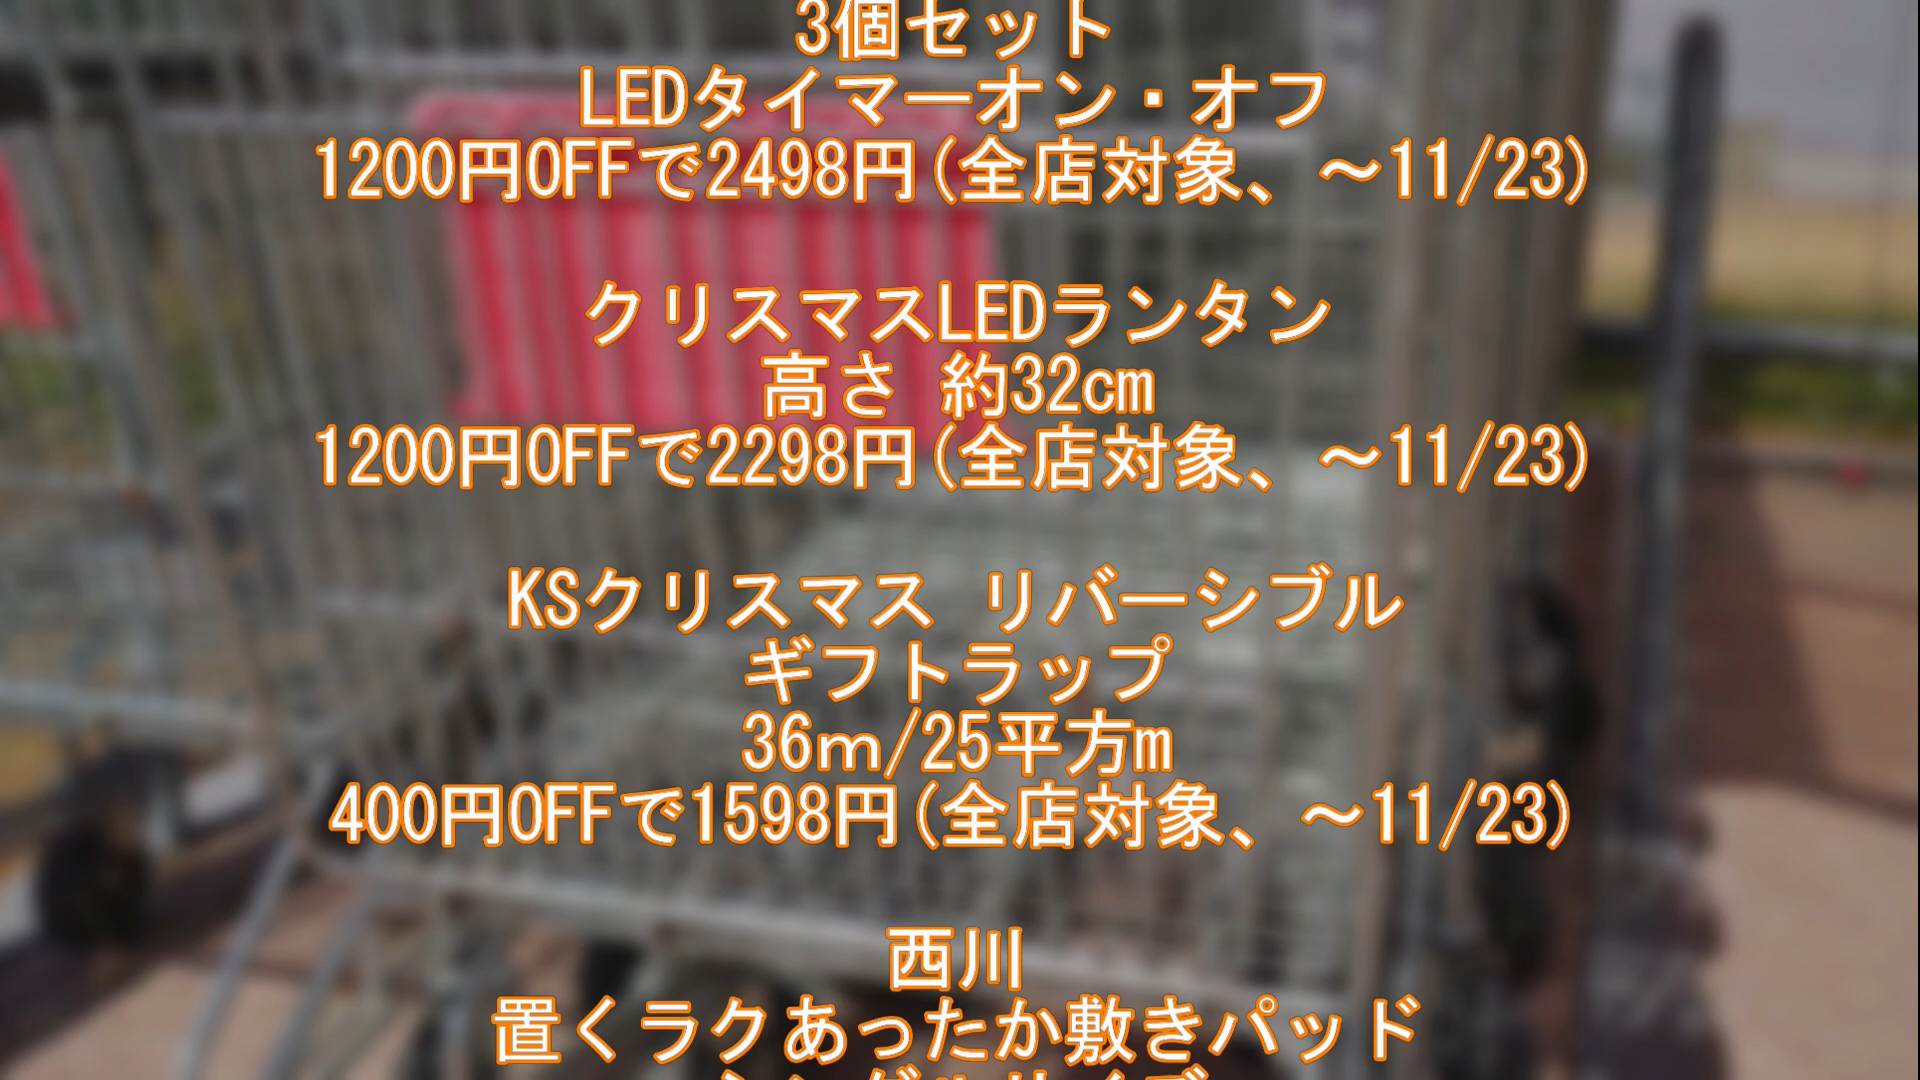 3個セット
LEDタイマーオン・オフ
1200円OFFで2498円(全店対象、～11/23)
クリスマスLEDランタン
高さ 約32cm
1200円OFFで2298円(全店対象、～11/23)
KSクリスマス リバーシブル
ギフトラップ
36ｍ/25平方m
400円OFFで1598円(全店対象、～11/23)
西川
置くラクあったか敷きパッド
シングルサイズ